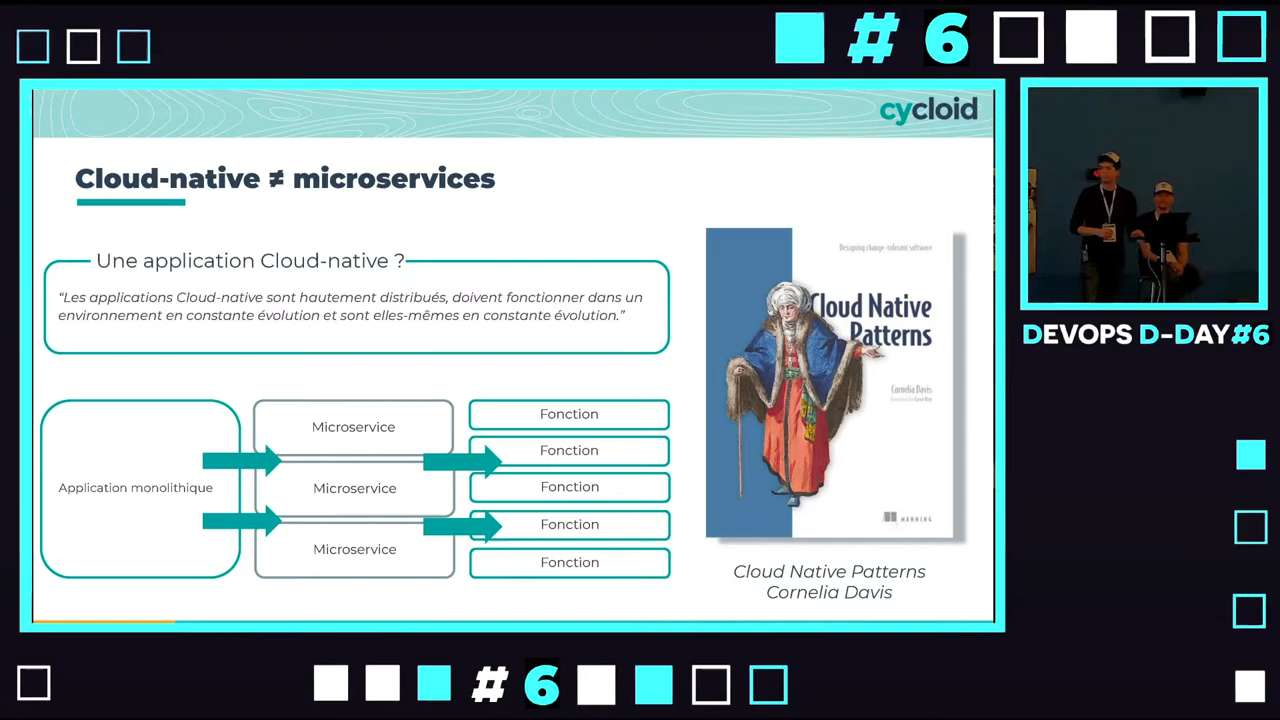 # 6
cycloid
Cloud-native ≠ microservices
Une application Cloud-native ?
“Les applications Cloud-native sont hautement distribués, doivent fonctionner dans un
environnement en constante évolution et sont elles-mêmes en constante évolution.”
Application monolithique
Microservice
Microservice
Microservice
Fonction
Fonction
Fonction
Fonction
Fonction
Designing change-tolerant software
Cloud Native
Patterns
Cornelia Davis
Foreword by Gene Kim
MANNING
Cloud Native Patterns
Cornelia Davis
DEVOPS D-DAY#6
# 6